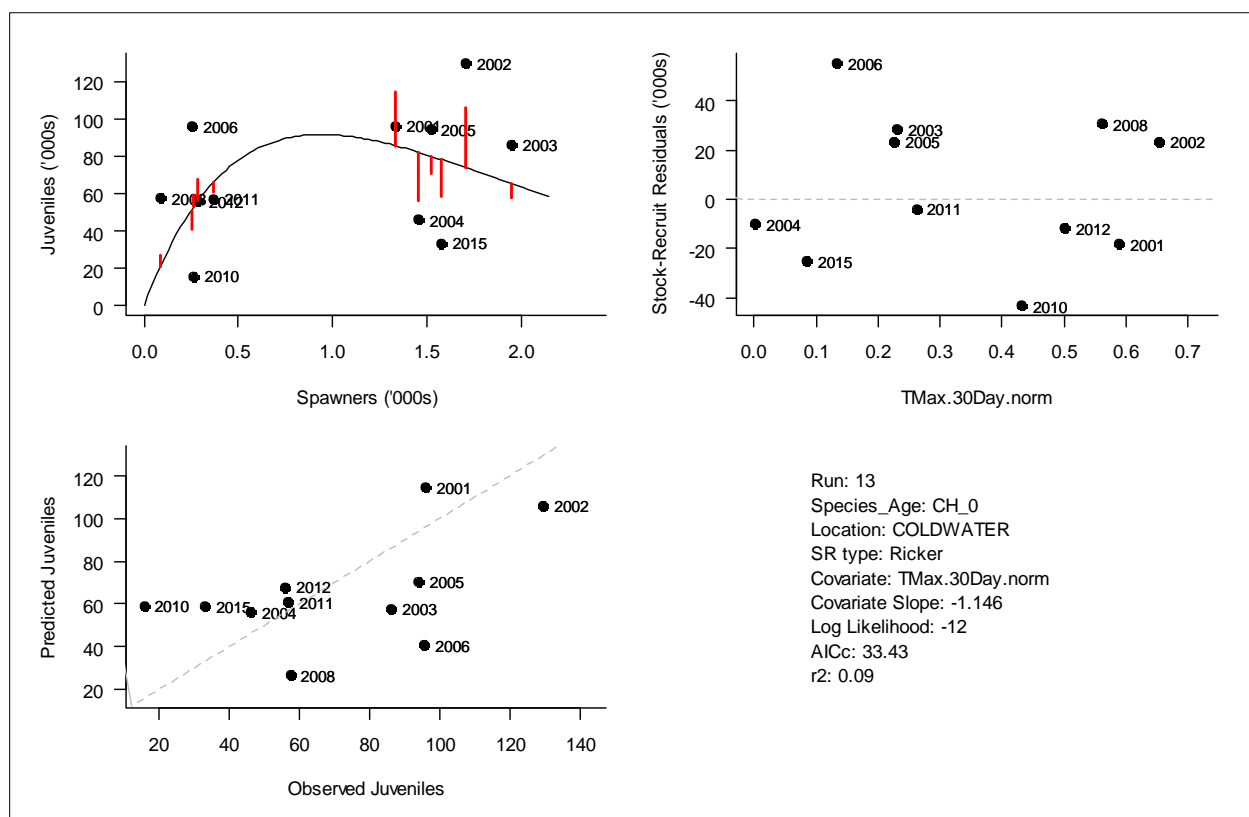 Juveniles ('000s)
120
100
80
60
40
20
0
2002
2001
2005
2006
2003
2008
2011
2012
2004
2015
2010
0.0 0.5 1.0 1.5 2.0
Spawners ('000s)
Stock-Recruit Residuals ('000s)
40
20
0
-20
-40
2006
2003
2005
2008
2002
2011
2004
2012
2001
2015
2010
0.0 0.1 0.2 0.3 0.4 0.5 0.6 0.7
TMax.30Day.norm
Predicted Juveniles
120
100
80
60
40
20
2001
2002
2012
2005
2010
2015
2004
2011
2003
2006
2008
20 40 60 80 100 120 140
Observed Juveniles
Run: 13
Species_Age: CH_0
Location: COLDWATER
SR type: Ricker
Covariate: TMax.30Day.norm
Covariate Slope: -1.146
Log Likelihood: -12
AICc: 33.43
r2: 0.09